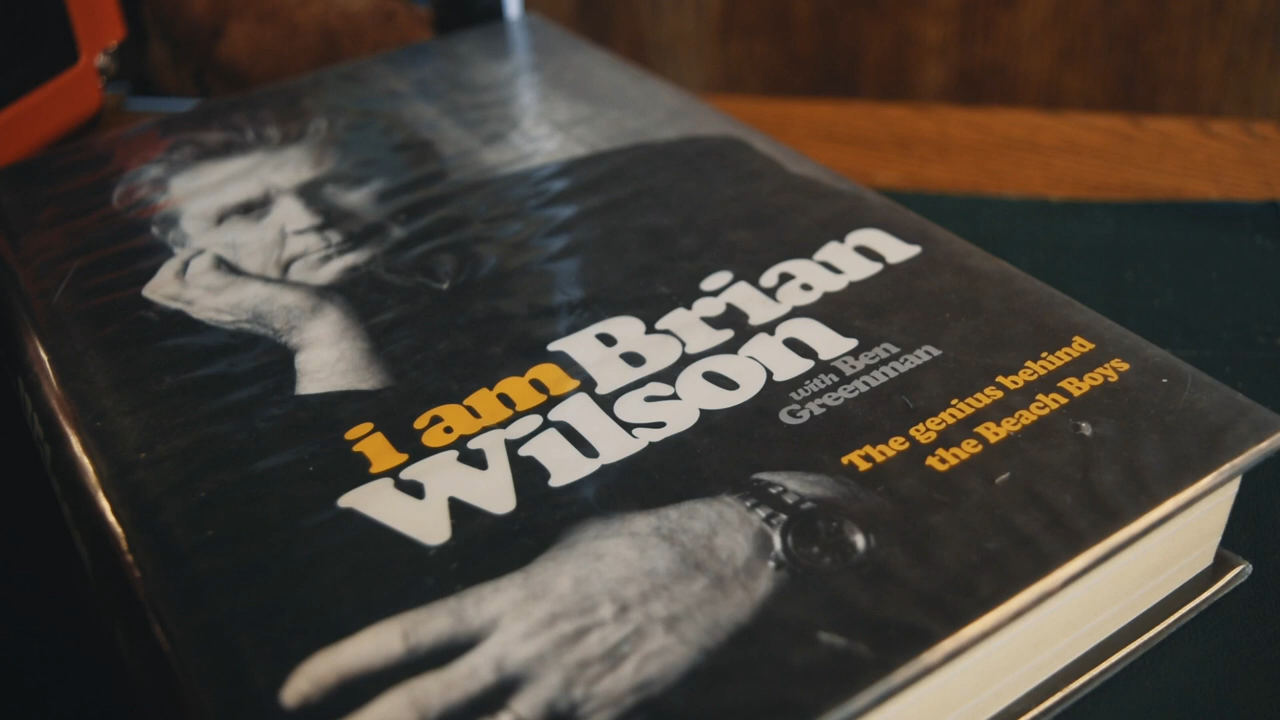 i am Brian
Wilson
with Ben
Greenman
The genius behind
the Beach Boys